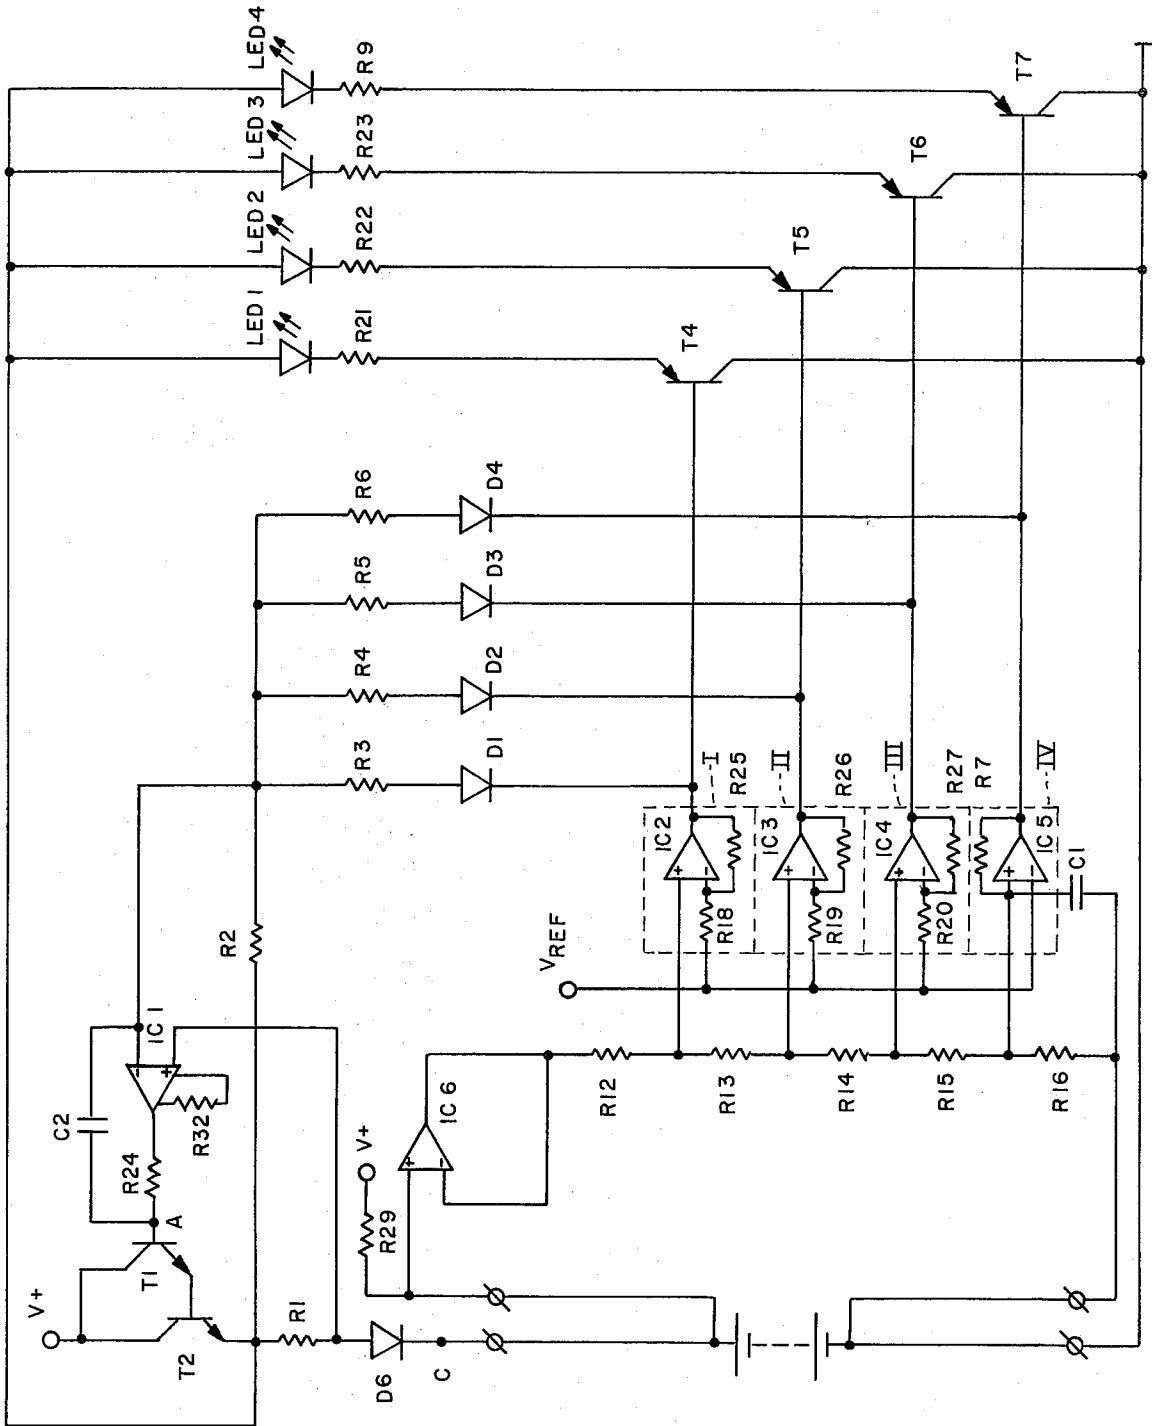 LED 4
LED 3
LED 2
LED 1
R9
R23
R22
R21
T7
T6
T5
T4
R6
R5
R4
R3
D4
D3
D2
D1
I
R25
II
R26
III
R27
R7
IV
IC2
+
−
R18
IC3
+
−
R19
IC4
+
−
R20
IC5
+
−
C1
VREF
R2
IC 1
−
+
C2
R32
R24
A
T1
V+
T2
R1
D6
C
R29
V+
IC 6
+
−
R12
R13
R14
R15
R16